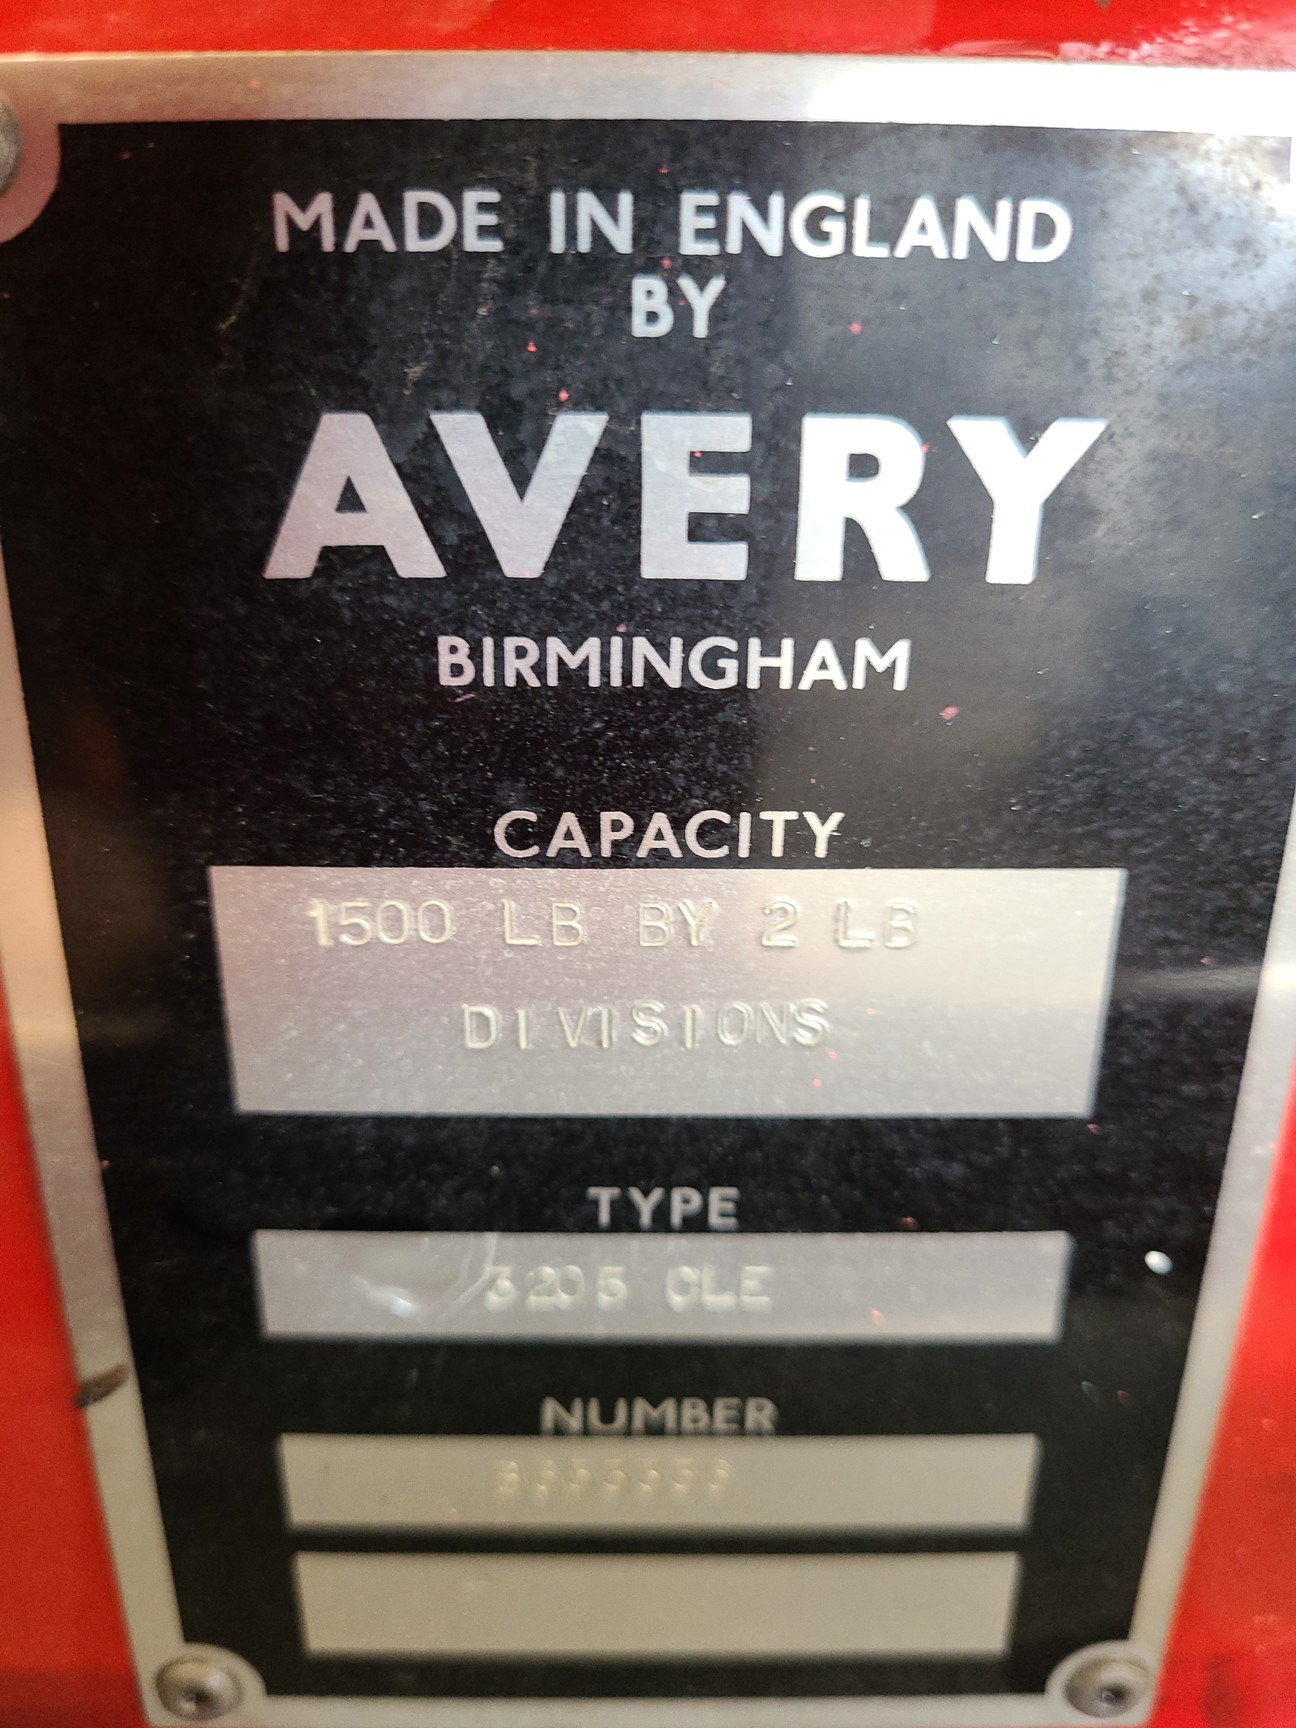 MADE IN ENGLAND
BY
AVERY
BIRMINGHAM
CAPACITY
1500 LB BY 2 LB
DIVISIONS
TYPE
3205 CLE
NUMBER